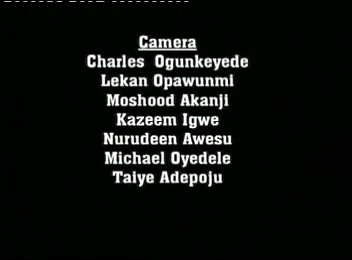 Camera
Charles Ogunkeyede
Lekan Opawunmi
Moshood Akanji
Kazeem Igwe
Nurudeen Awesu
Michael Oyedele
Taiye Adepoju